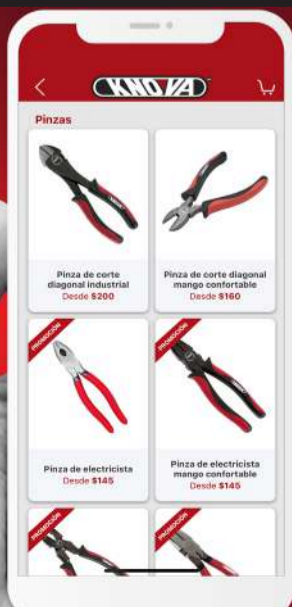 KNOVA
Pinzas
Pinza de corte
diagonal industrial
Desde $200
Pinza de corte diagonal
mango confortable
Desde $160
PROMOCIÓN
PROMOCIÓN
Pinza de electricista
Desde $145
Pinza de electricista
mango confortable
Desde $145
PROMOCIÓN
PROMOCIÓN